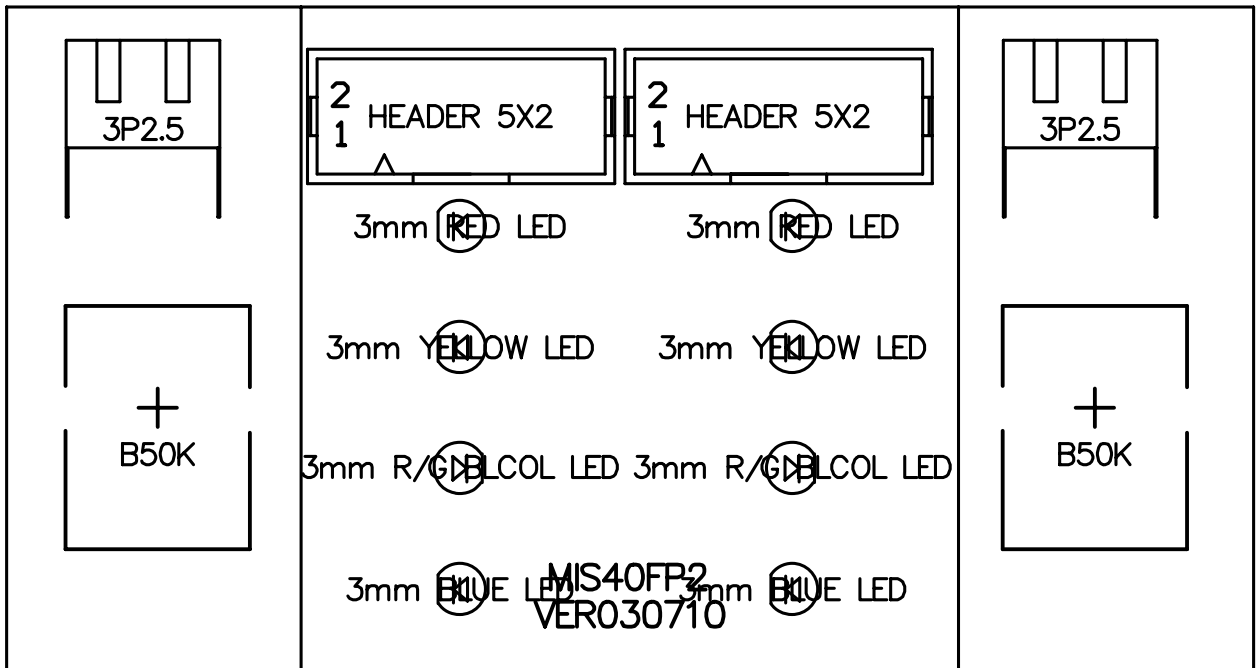 3P2.5
2
1
HEADER 5X2
2
1
HEADER 5X2
3P2.5
3mm RED LED
3mm RED LED
3mm YELLOW LED
3mm YELLOW LED
B50K
3mm R/G BLCOL LED
3mm R/G BLCOL LED
B50K
3mm BLUE LED
MIS40FP2
VER030710
3mm BLUE LED